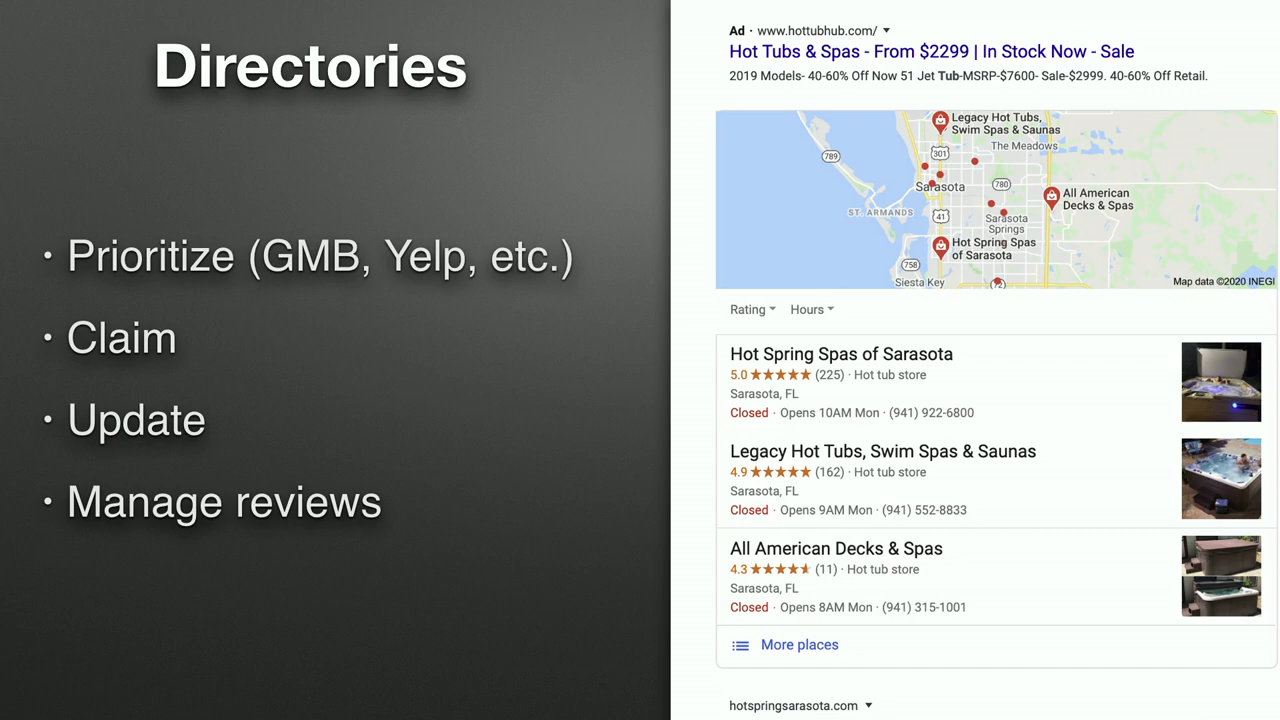 Directories
· Prioritize (GMB, Yelp, etc.)
· Claim
· Update
· Manage reviews
Ad · www.hottubhub.com/
Hot Tubs & Spas - From $2299 | In Stock Now - Sale
2019 Models- 40-60% Off Now 51 Jet Tub-MSRP-$7600- Sale-$2999. 40-60% Off Retail.
Legacy Hot Tubs,
Swim Spas & Saunas
The Meadows
789
301
Sarasota
780
All American
Decks & Spas
ST. ARMANDS
41
Sarasota
Springs
Hot Spring Spas
of Sarasota
758
Siesta Key
72
Map data ©2020 INEGI
Rating
Hours
Hot Spring Spas of Sarasota
5.0 ★★★★★ (225) · Hot tub store
Sarasota, FL
Closed · Opens 10AM Mon · (941) 922-6800
Legacy Hot Tubs, Swim Spas & Saunas
4.9 ★★★★★ (162) · Hot tub store
Sarasota, FL
Closed · Opens 9AM Mon · (941) 552-8833
All American Decks & Spas
4.3 ★★★★★ (11) · Hot tub store
Sarasota, FL
Closed · Opens 8AM Mon · (941) 315-1001
More places
hotspringsarasota.com